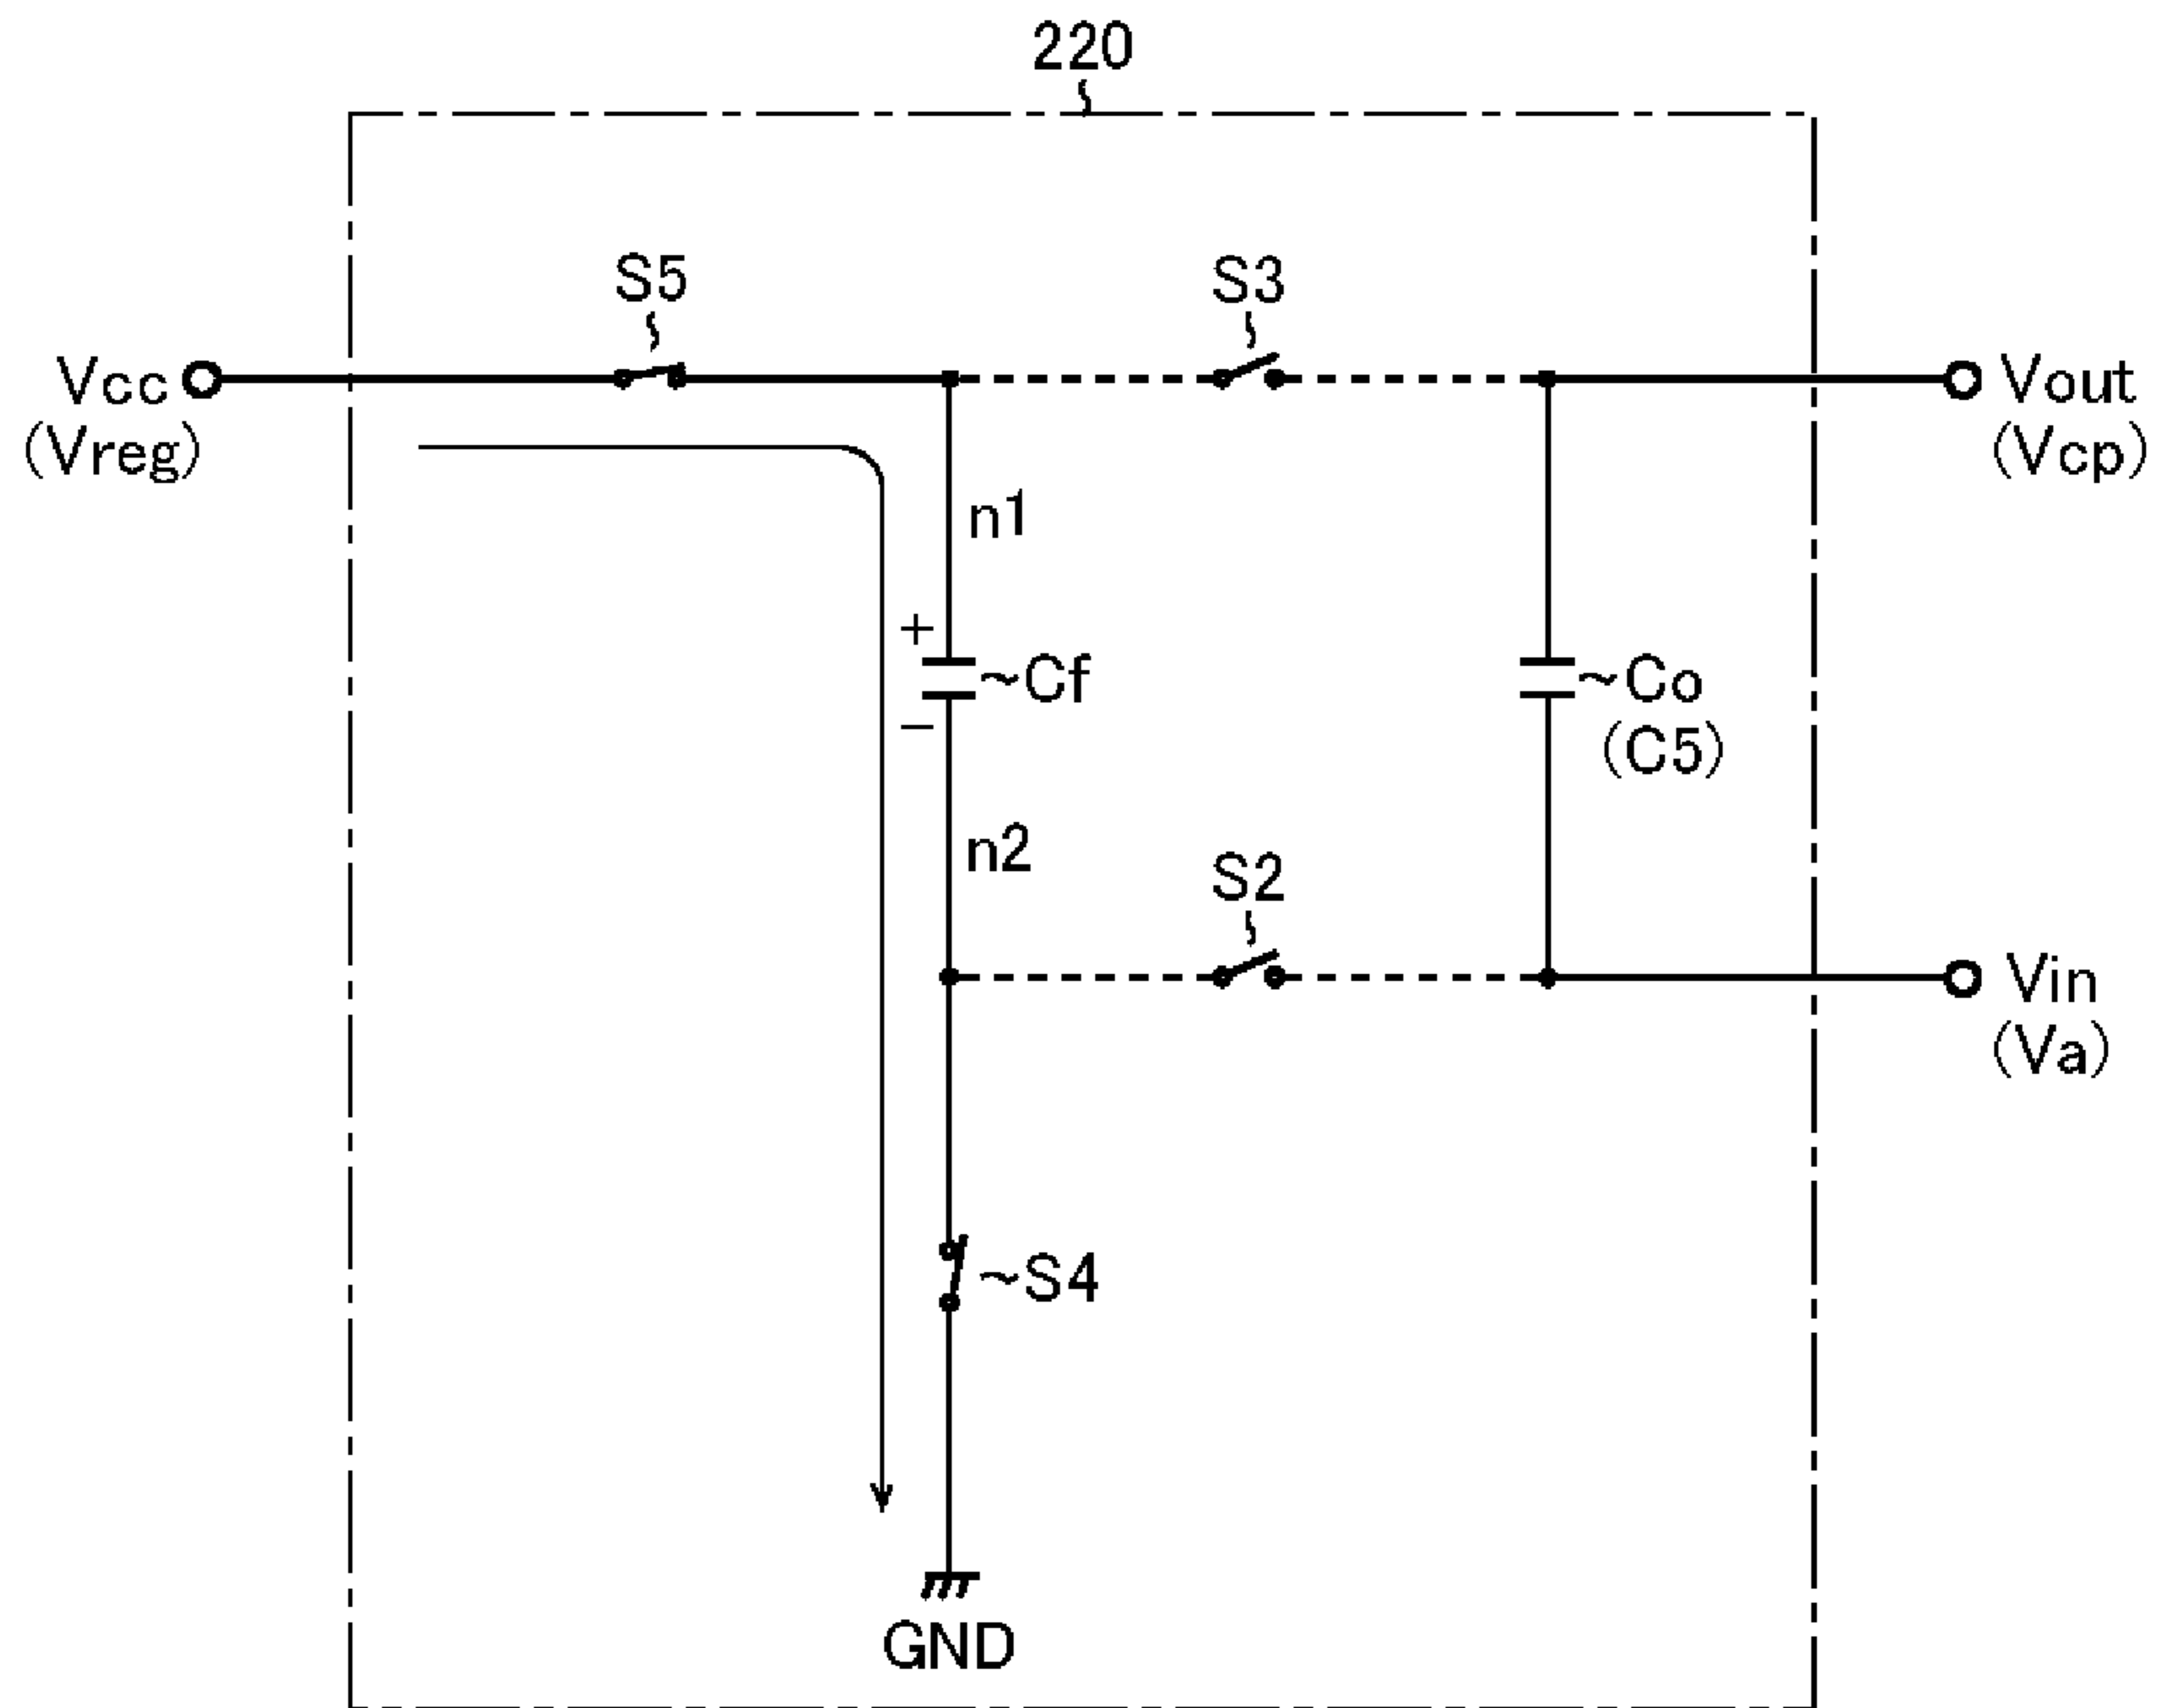 220
S5
S3
Vcc
(Vreg)
Vout
(Vcp)
n1
+
~Cf
−
~Co
(C5)
n2
S2
Vin
(Va)
~S4
GND